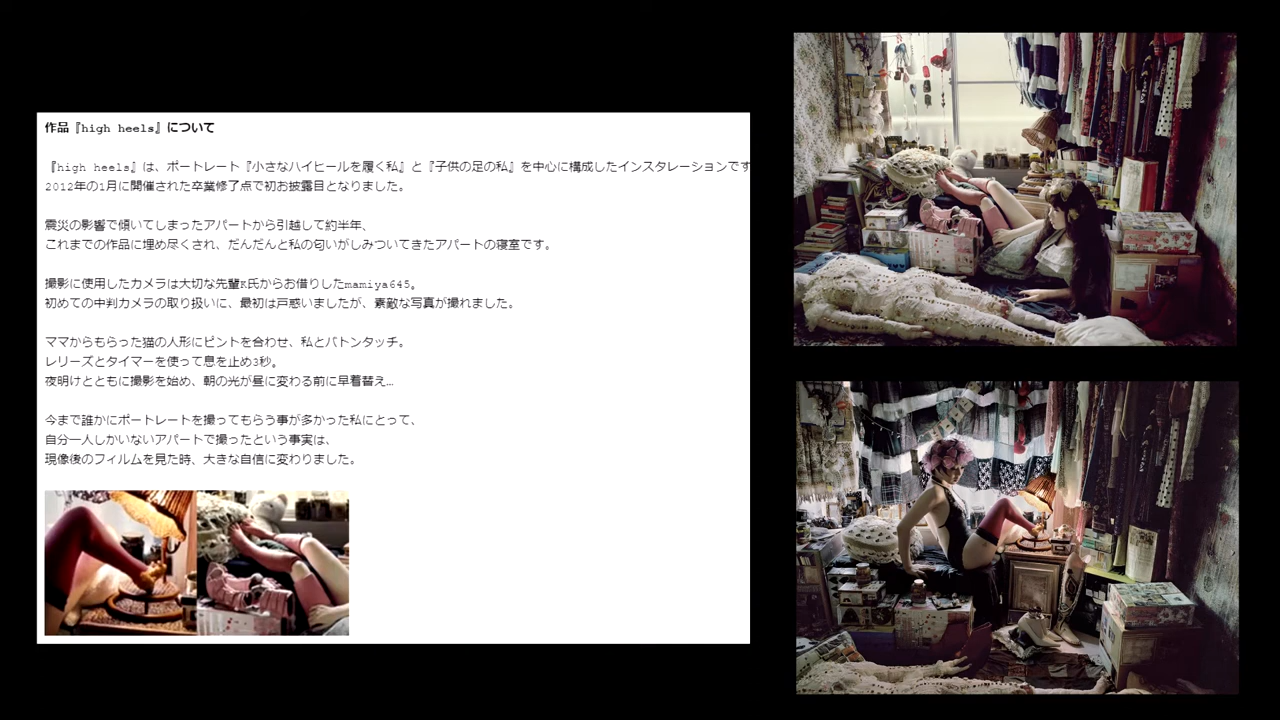 作品『high heels』について
『high heels』は、ポートレート『小さなハイヒールを履く私』と『子供の足の私』を中心に構成したインスタレーションです
2012年の1月に開催された卒業修了点で初お披露目となりました。
震災の影響で傾いてしまったアパートから引越して約半年、
これまでの作品に埋め尽くされ、だんだんと私の匂いがしみついてきたアパートの寝室です。
撮影に使用したカメラは大切な先輩K氏からお借りしたmamiya645。
初めての中判カメラの取り扱いに、最初は戸惑いましたが、素敵な写真が撮れました。
ママからもらった猫の人形にピントを合わせ、私とバトンタッチ。
レリーズとタイマーを使って息を止め3秒。
夜明けとともに撮影を始め、朝の光が昼に変わる前に早着替え…
今まで誰かにポートレートを撮ってもらう事が多かった私にとって、
自分一人しかいないアパートで撮ったという事実は、
現像後のフィルムを見た時、大きな自信に変わりました。